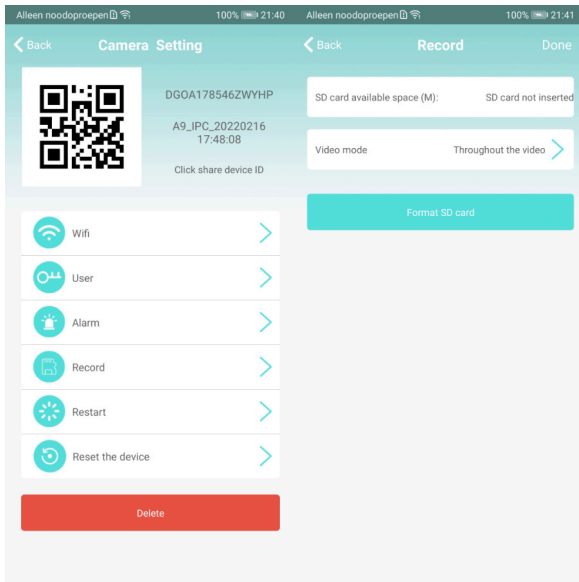 Alleen noodoproepen 100% 21:40
Back Camera Setting
DGOA178546ZWYHP
A9_IPC_20220216
17:48:08
Click share device ID
Wifi
User
Alarm
Record
Restart
Reset the device
Delete
Alleen noodoproepen 100% 21:41
Back Record Done
SD card available space (M): SD card not inserted
Video mode Throughout the video
Format SD card